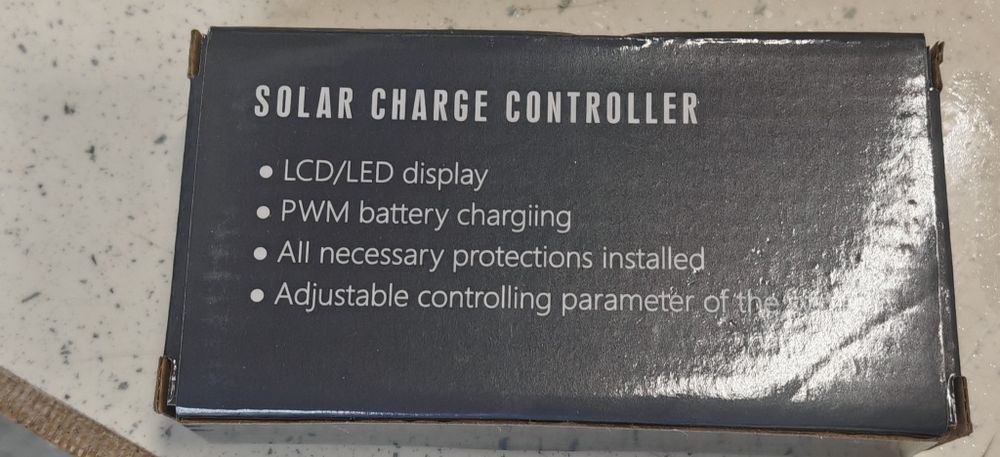 SOLAR CHARGE CONTROLLER
● LCD/LED display
● PWM battery chargiing
● All necessary protections installed
● Adjustable controlling parameter of the